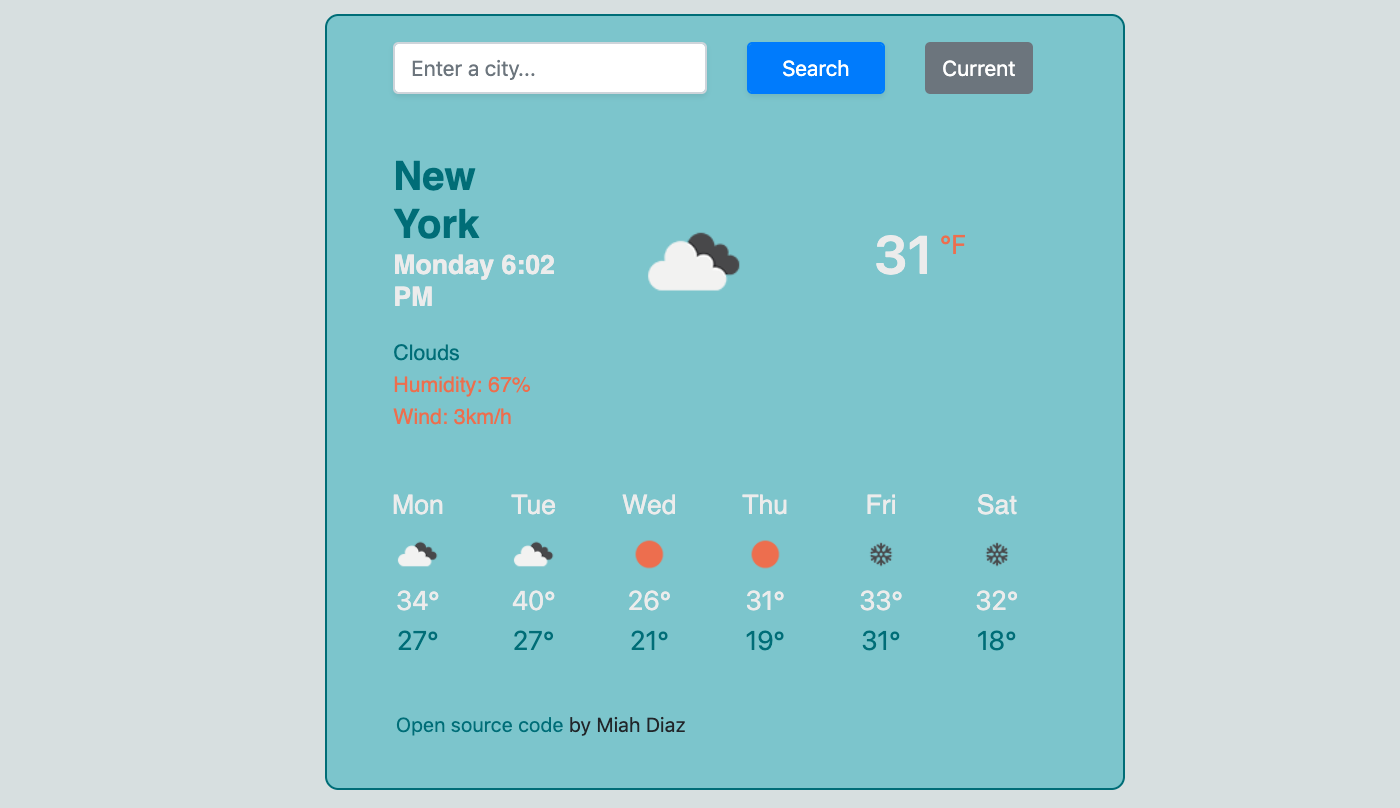 Enter a city...
Search
Current
New
York
Monday 6:02
PM
31 °F
Clouds
Humidity: 67%
Wind: 3km/h
Mon Tue Wed Thu Fri Sat
34° 40° 26° 31° 33° 32°
27° 27° 21° 19° 31° 18°
Open source code by Miah Diaz